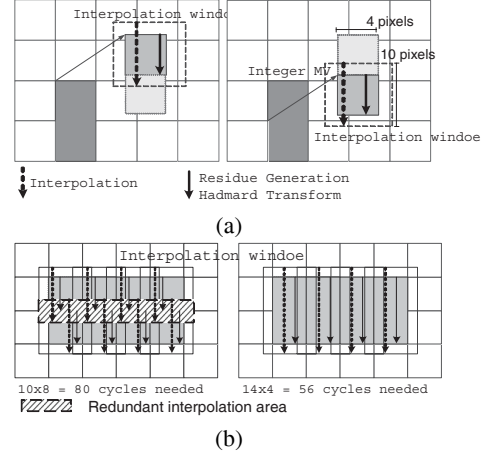 Interpolation windo
4 pixels
10 pixels
Integer MV
Interpolation windoe
Interpolation
Residue Generation
Hadmard Transform
(a)
Interpolation windoe
10x8 = 80 cycles needed
14x4 = 56 cycles needed
Redundant interpolation area
(b)